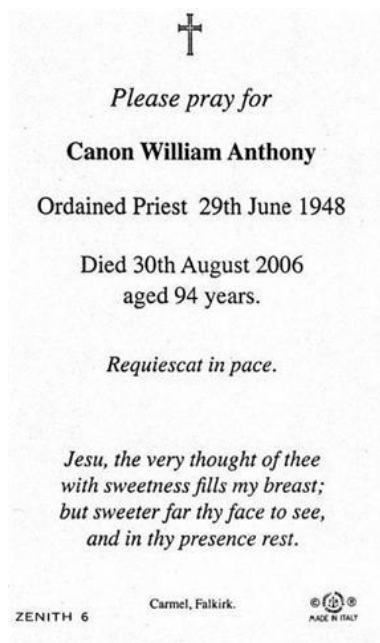 Please pray for
Canon William Anthony
Ordained Priest 29th June 1948
Died 30th August 2006
aged 94 years.
Requiescat in pace.
Jesu, the very thought of thee
with sweetness fills my breast;
but sweeter far thy face to see,
and in thy presence rest.
Carmel, Falkirk.
ZENITH 6
© ®
MADE IN ITALY